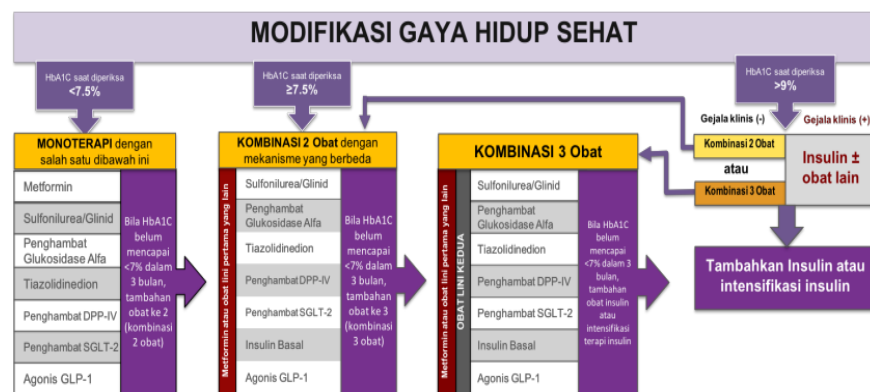 MODIFIKASI GAYA HIDUP SEHAT
HbA1C saat diperiksa
<7.5%
MONOTERAPI dengan
salah satu dibawah ini
Metformin
Sulfonilurea/Glinid
Penghambat
Glukosidase Alfa
Tiazolidinedion
Penghambat DPP-IV
Penghambat SGLT-2
Agonis GLP-1
Bila HbA1C
belum
mencapai
<7% dalam
3 bulan,
tambahan
obat ke 2
(kombinasi
2 obat)
HbA1C saat diperiksa
≥7.5%
KOMBINASI 2 Obat dengan
mekanisme yang berbeda
Metformin atau obat lini pertama yang lain
Sulfonilurea/Glinid
Penghambat
Glukosidase Alfa
Tiazolidinedion
Penghambat DPP-IV
Penghambat SGLT-2
Insulin Basal
Agonis GLP-1
Bila HbA1C
belum
mencapai
<7% dalam
3 bulan,
tambahan
obat ke 3
(kombinasi
3 obat)
KOMBINASI 3 Obat
Metformin atau obat lini pertama yang lain
OBAT LINI KEDUA
Sulfonilurea/Glinid
Penghambat
Glukosidase Alfa
Tiazolidinedion
Penghambat DPP-IV
Penghambat SGLT-2
Insulin Basal
Agonis GLP-1
Bila HbA1C
belum
mencapai
<7% dalam 3
bulan,
tambahan
obat insulin
atau
intensifikasi
terapi insulin
HbA1C saat diperiksa
>9%
Gejala klinis (-)
Gejala klinis (+)
Kombinasi 2 Obat
atau
Kombinasi 3 Obat
Insulin ±
obat lain
Tambahkan Insulin atau
intensifikasi insulin